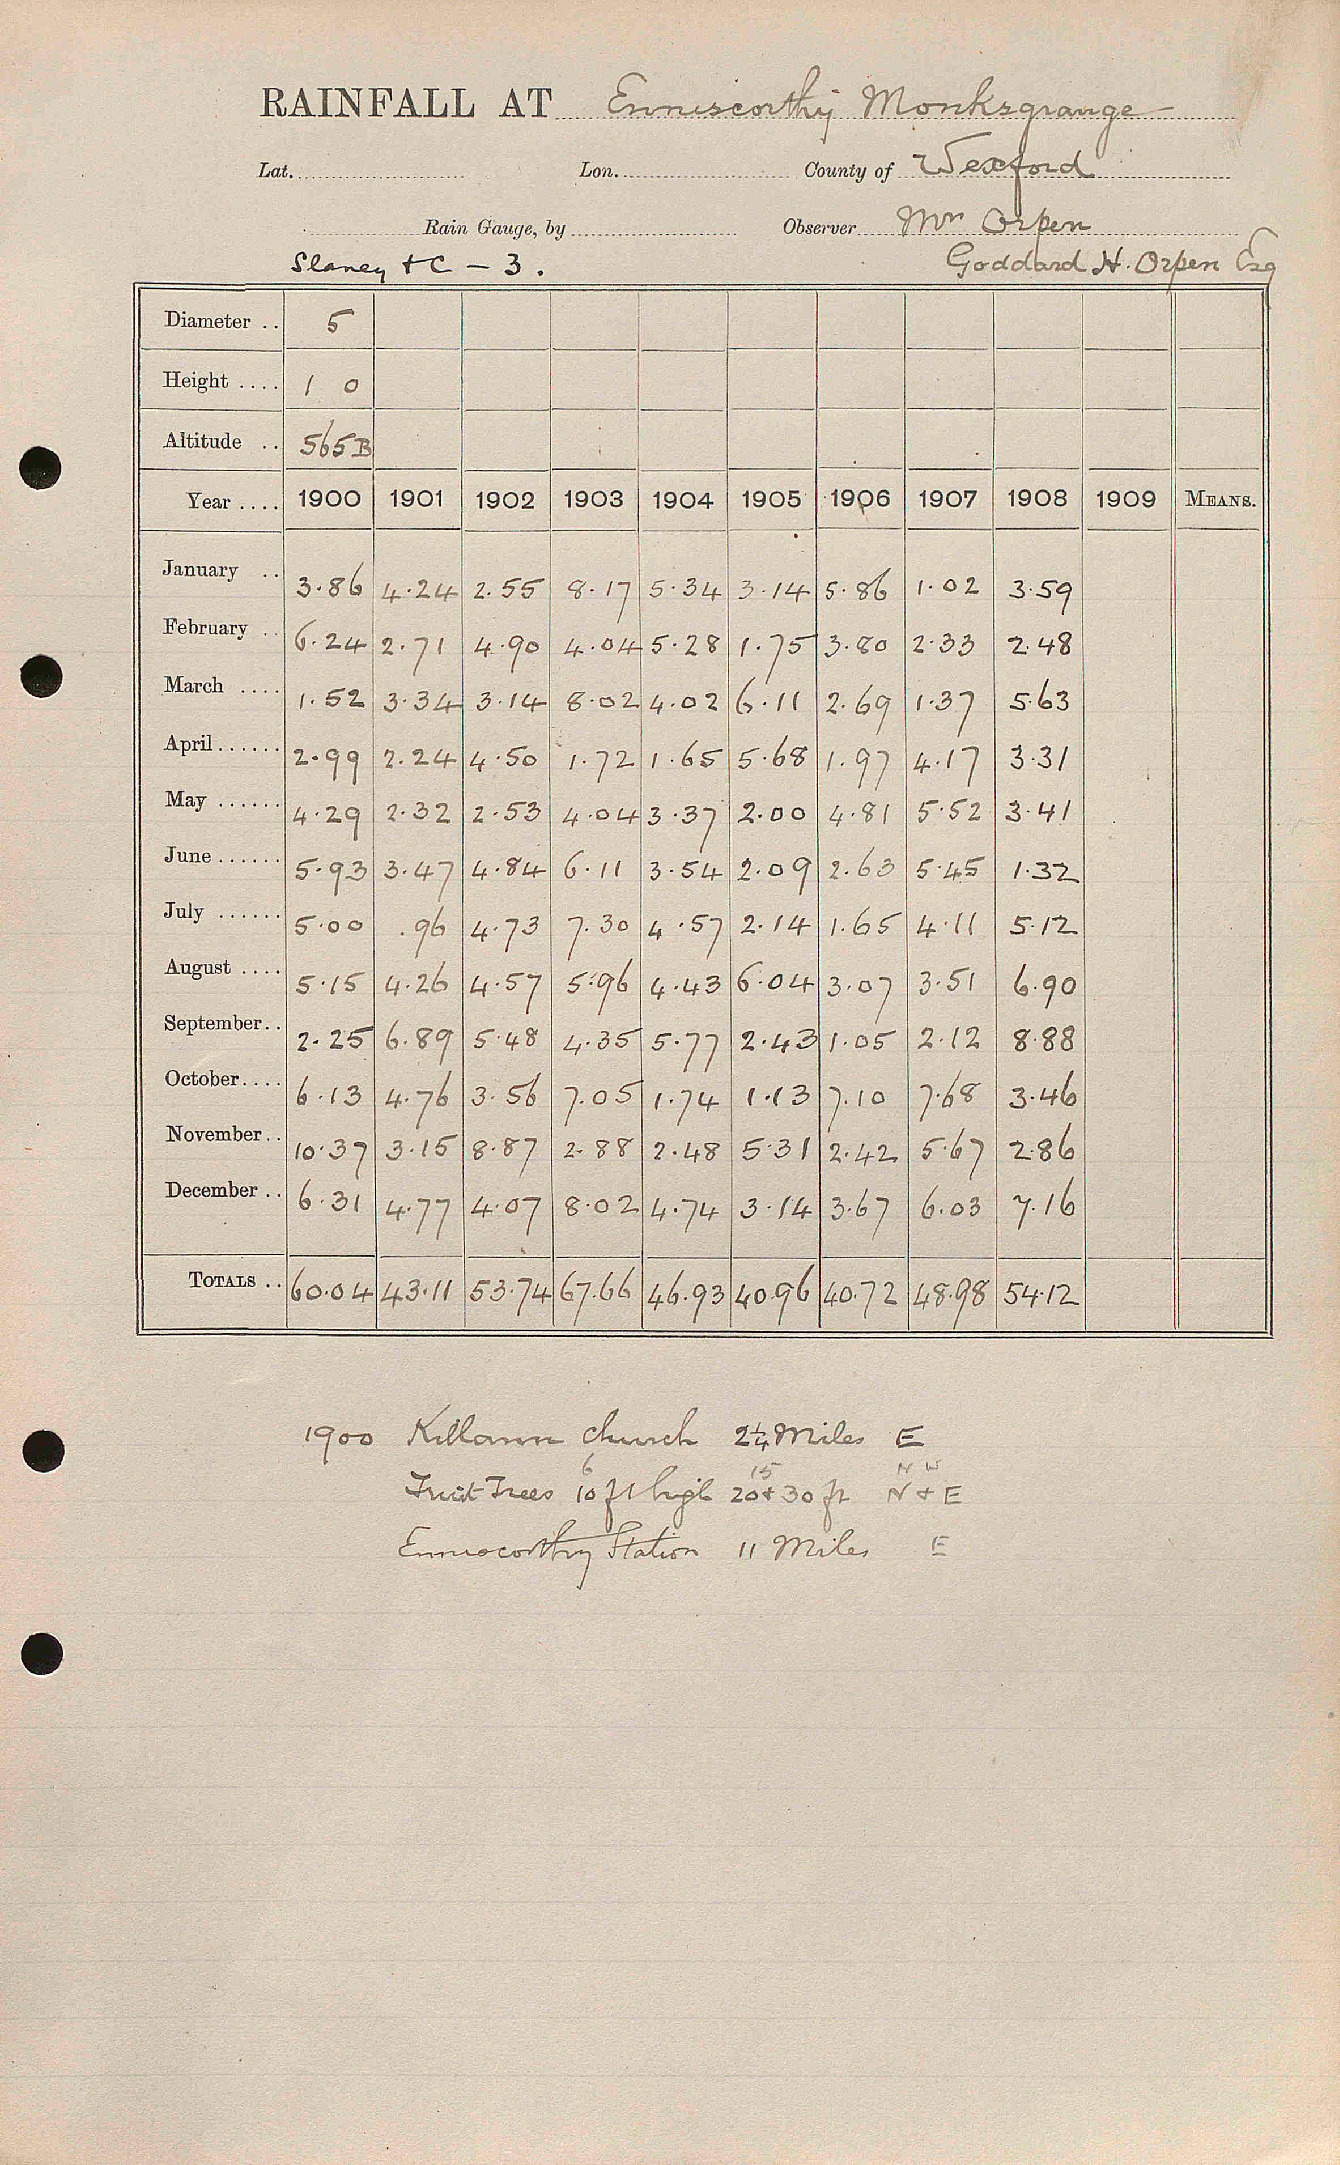 RAINFALL AT Enniscorthy Monksgrange
Lat. Lon. County of Wexford
Rain Gauge, by Observer Mrs Orpen
Slaney + C - 3. Goddard H. Orpen Esq
Diameter .. 5
Height .... 1 0
Altitude .. 565B
Year .... 1900 1901 1902 1903 1904 1905 1906 1907 1908 1909 MEANS.
January .. 3.86 4.24 2.55 8.17 5.34 3.14 5.86 1.02 3.59
February .. 6.24 2.71 4.90 4.04 5.28 1.75 3.80 2.33 2.48
March .... 1.52 3.34 3.14 8.02 4.02 6.11 2.69 1.37 5.63
April...... 2.99 2.24 4.50 1.72 1.65 5.68 1.97 4.17 3.31
May ...... 4.29 2.32 2.53 4.04 3.37 2.00 4.81 5.52 3.41
June...... 5.93 3.47 4.84 6.11 3.54 2.09 2.63 5.45 1.32
July ...... 5.00 .96 4.73 7.30 4.57 2.14 1.65 4.11 5.12
August .... 5.15 4.26 4.57 5.96 4.43 6.04 3.07 3.51 6.90
September.. 2.25 6.89 5.48 4.35 5.77 2.43 1.05 2.12 8.88
October.... 6.13 4.76 3.56 7.05 1.74 1.13 7.10 7.68 3.46
November.. 10.37 3.15 8.87 2.88 2.48 5.31 2.42 5.67 2.86
December .. 6.31 4.77 4.07 8.02 4.74 3.14 3.67 6.03 7.16
TOTALS .. 60.04 43.11 53.74 67.66 46.93 40.96 40.72 48.98 54.12
1900 Killann church 2¼ Miles E
6 15 N W
Fruit Trees 10 ft high 20 + 30 ft N + E
Enniscorthy Station 11 Miles E